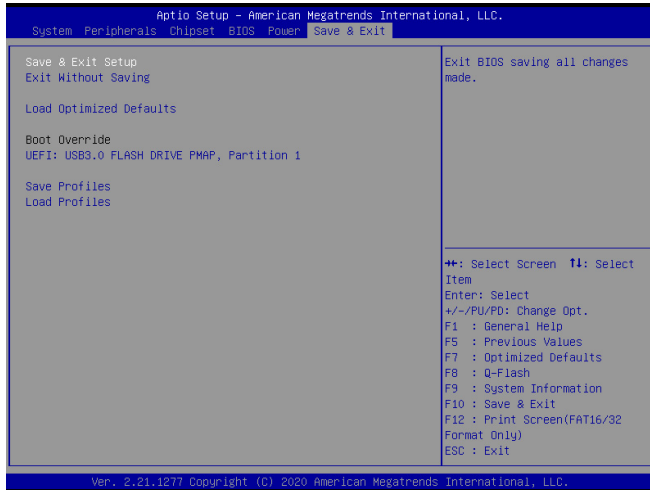 Aptio Setup - American Megatrends International, LLC.
System Peripherals Chipset BIOS Power Save & Exit
Save & Exit Setup
Exit Without Saving
Load Optimized Defaults
Boot Override
UEFI: USB3.0 FLASH DRIVE PMAP, Partition 1
Save Profiles
Load Profiles
Exit BIOS saving all changes
made.
→←: Select Screen ↑↓: Select
Item
Enter: Select
+/-/PU/PD: Change Opt.
F1 : General Help
F5 : Previous Values
F7 : Optimized Defaults
F8 : Q-Flash
F9 : System Information
F10 : Save & Exit
F12 : Print Screen(FAT16/32
Format Only)
ESC : Exit
Ver. 2.21.1277 Copyright (C) 2020 American Megatrends International, LLC.